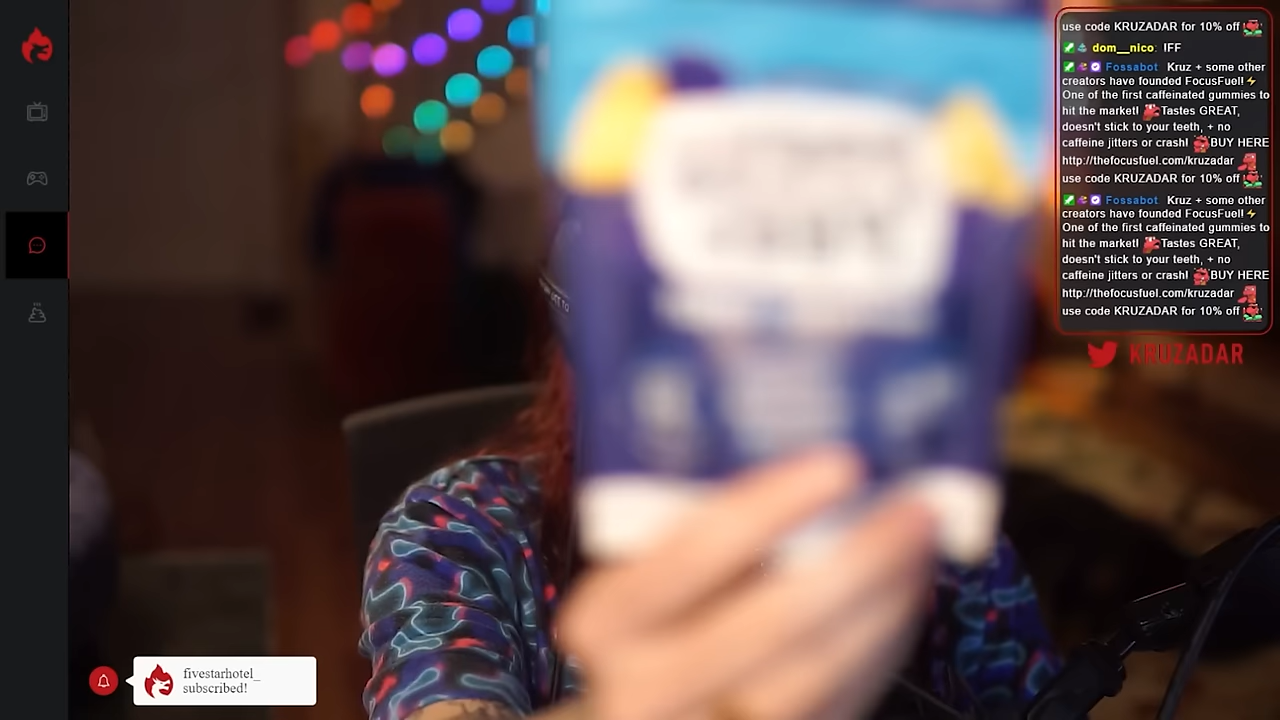 use code KRUZADAR for 10% off
dom__nico: IFF
Fossabot Kruz + some other
creators have founded FocusFuel!
One of the first caffeinated gummies to
hit the market! Tastes GREAT,
doesn't stick to your teeth, + no
caffeine jitters or crash! BUY HERE
http://thefocusfuel.com/kruzadar
use code KRUZADAR for 10% off
Fossabot Kruz + some other
creators have founded FocusFuel!
One of the first caffeinated gummies to
hit the market! Tastes GREAT,
doesn't stick to your teeth, + no
caffeine jitters or crash! BUY HERE
http://thefocusfuel.com/kruzadar
use code KRUZADAR for 10% off
KRUZADAR
fivestarhotel_
subscribed!